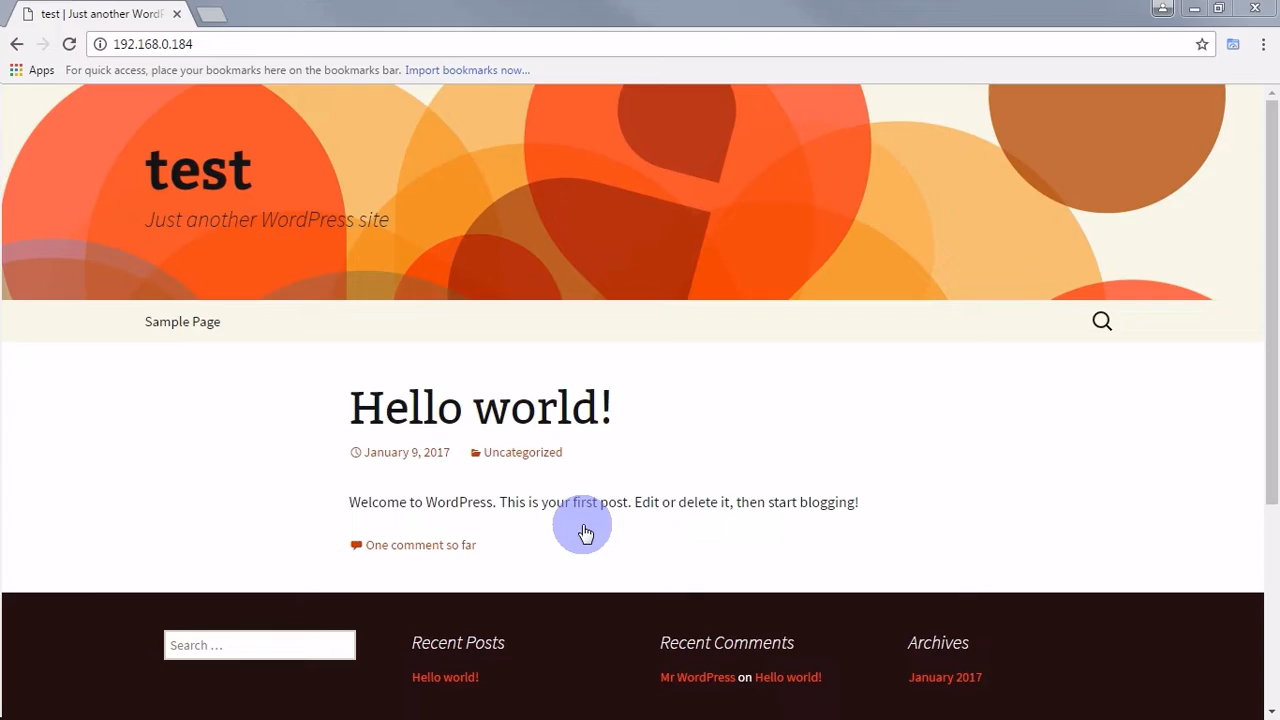 test | Just another WordP
192.168.0.184
Apps For quick access, place your bookmarks here on the bookmarks bar. Import bookmarks now...
test
Just another WordPress site
Sample Page
Hello world!
January 9, 2017 Uncategorized
Welcome to WordPress. This is your first post. Edit or delete it, then start blogging!
One comment so far
Search …
Recent Posts
Hello world!
Recent Comments
Mr WordPress on Hello world!
Archives
January 2017